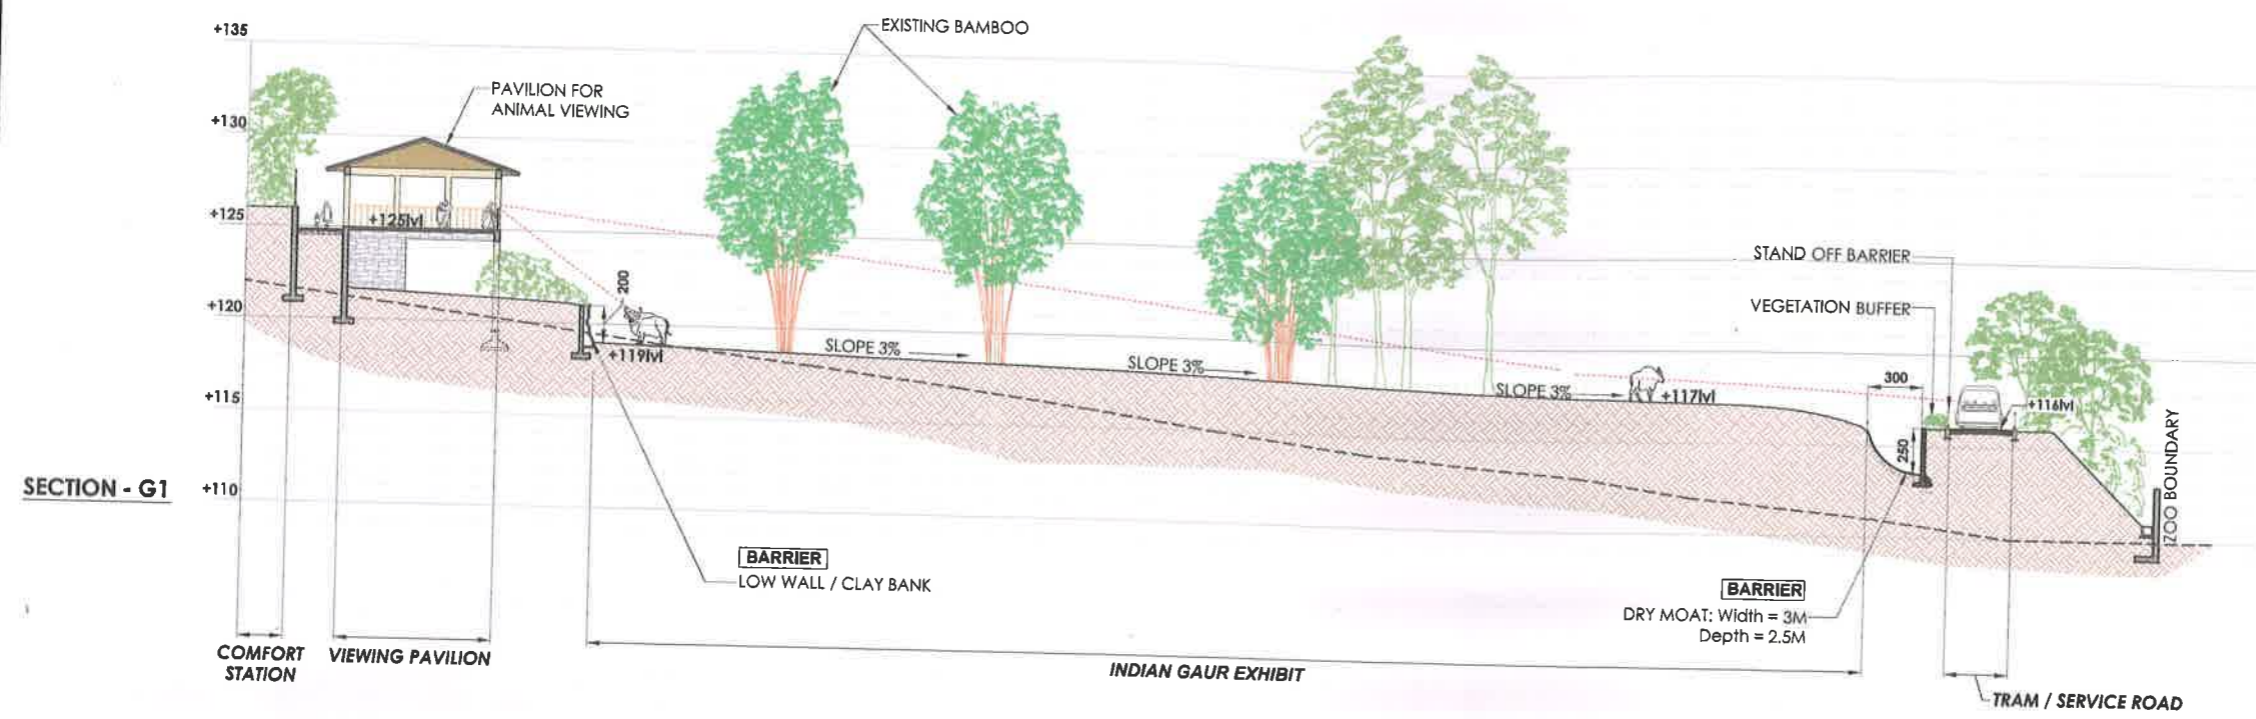 +135
EXISTING BAMBOO
PAVILION FOR
ANIMAL VIEWING
+130
+125
+125lvl
STAND OFF BARRIER
200
VEGETATION BUFFER
+120
+119lvl
SLOPE 3%
SLOPE 3%
SLOPE 3%
+117lvl
300
+116lvl
+115
250
ZOO BOUNDARY
SECTION - G1
+110
BARRIER
LOW WALL / CLAY BANK
BARRIER
DRY MOAT: Width = 3M
Depth = 2.5M
COMFORT
STATION
VIEWING PAVILION
INDIAN GAUR EXHIBIT
TRAM / SERVICE ROAD